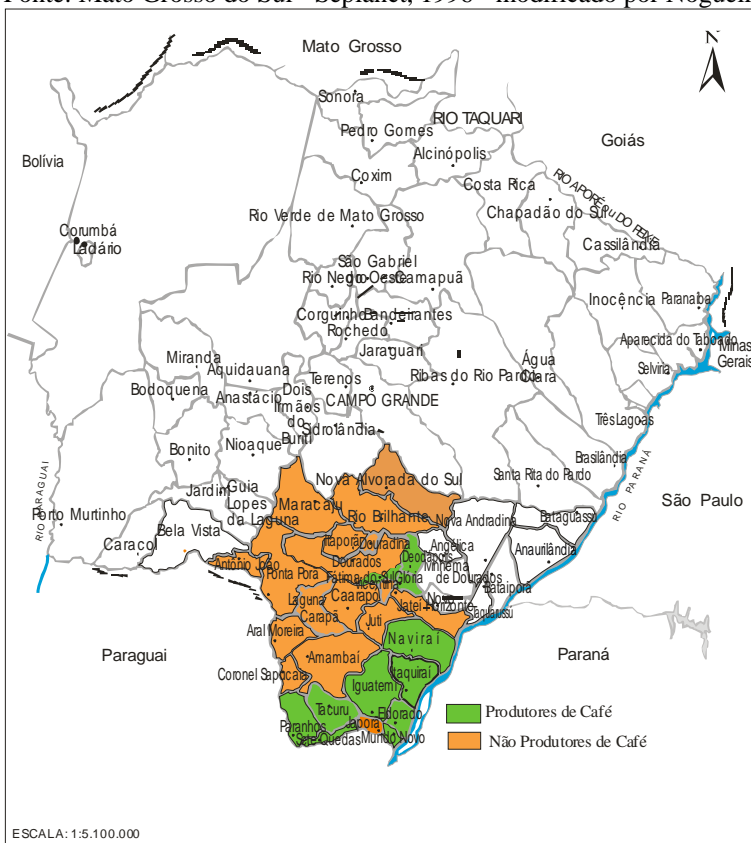 Fonte: Mato Grosso do Sul - Seplanet, 1998 - modificado por
Mato Grosso
N
Sonora
RIO TAQUARI
Pedro Gomes
Goiás
Alcinópolis
Bolívia
Coxim
Costa Rica
RIO APORÉ OU DO PEIXE
Chapadão do Sul
Rio Verde de Mato Grosso
Corumbá
Ladário
Cassilândia
São Gabriel
do Oeste
Rio Negro
Camapuã
Inocência
Paranaiba
Corguinho
Bandeirantes
Rochedo
Aparecida do Taboado
Minas
Gerais
Jaraguari
Miranda
Água
Clara
Selvíria
Aquidauana
Terenos
Ribas do Rio Pardo
Bodoquena
Anastácio
Dois
Irmãos
do
Buriti
CAMPO GRANDE
Três Lagoas
Sidrolândia
Bonito
Nioaque
Brasilândia
Nova Alvorada do Sul
Santa Rita do Pardo
RIO PARANÁ
São Paulo
RIO PARAGUAI
Jardim
Guia
Lopes
da Laguna
Maracaju
Porto Murtinho
Rio Brilhante
Nova Andradina
Bataguassu
Bela Vista
Caracol
Itaporã
Douradina
Angélica
Anaurilândia
Deodápolis
Dourados
Ivinhema
Antônio João
Ponta Porã
Fátima do Sul
Glória
de Dourados
Vicentina
Bataiporã
Novo
Horizonte
Laguna
Carapã
Caarapó
Jateí
Taquarussu
Juti
Aral Moreira
Naviraí
Paraguai
Amambaí
Paraná
Coronel Sapucaia
Itaquiraí
Iguatemi
Tacuru
Eldorado
Produtores de Café
Paranhos
Japorã
Sete Quedas
Mundo Novo
Não Produtores de Café
ESCALA: 1:5.100.000